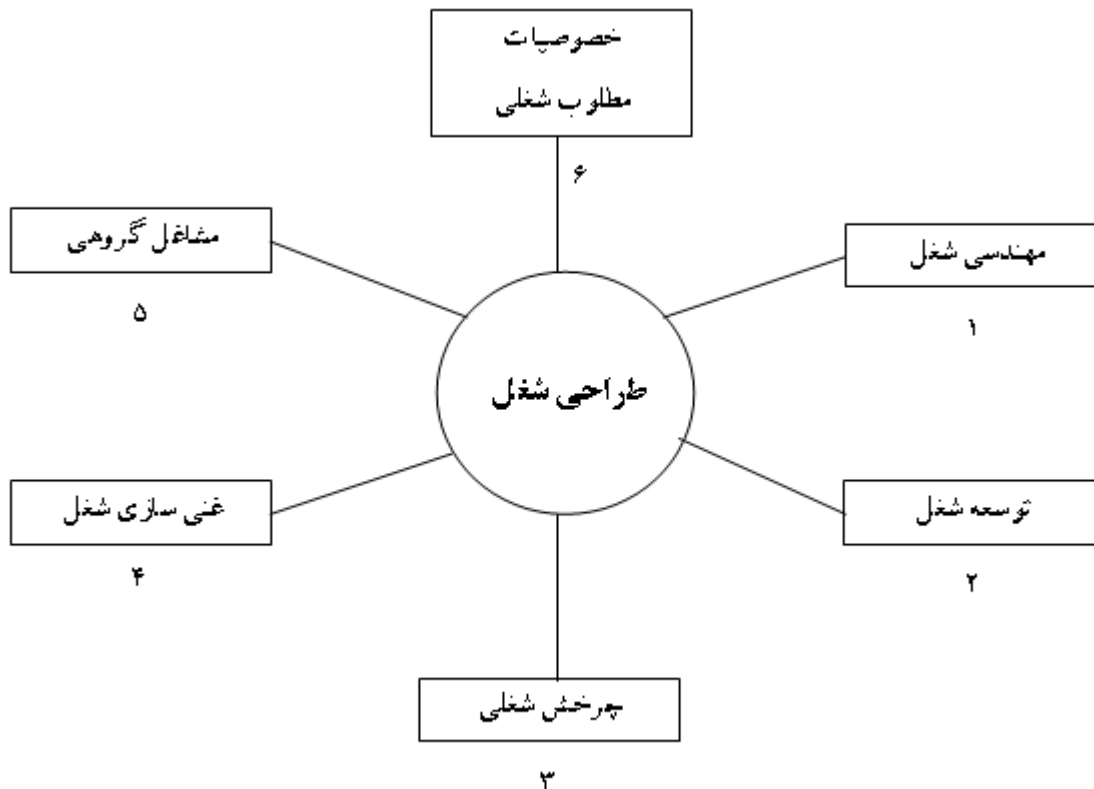 خصوصیات
مطلوب شغلی
۶
مهندسی شغل
۱
مشاغل گروهی
۵
طراحی شغل
توسعه شغل
۲
غنی سازی شغل
۴
چرخش شغلی
۳